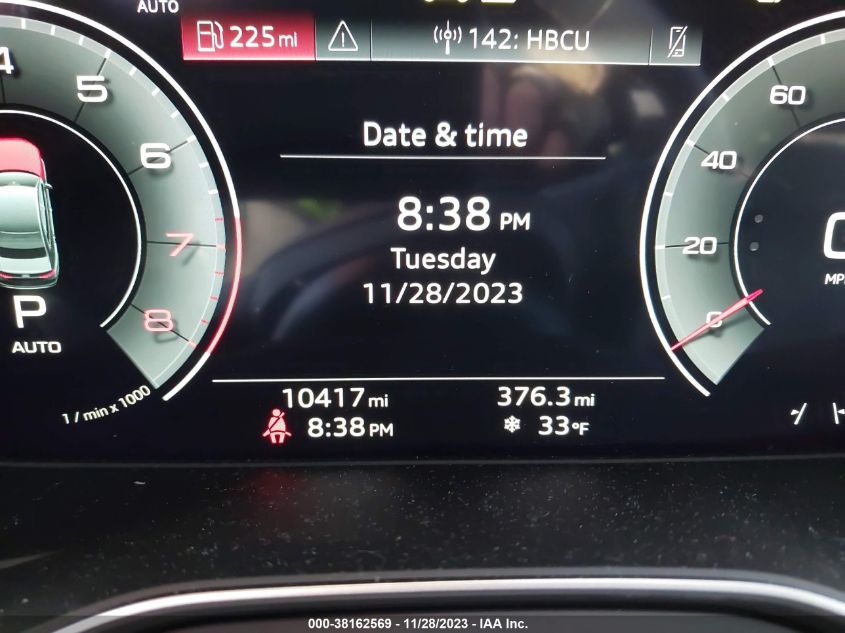 AUTO
225 mi
142: HBCU
Date & time
8:38 PM
Tuesday
11/28/2023
4
5
6
7
8
1 / min x 1000
P
AUTO
60
40
20
0
10417 mi
376.3 mi
8:38 PM
33°F
000-38162569 - 11/28/2023 - IAA Inc.